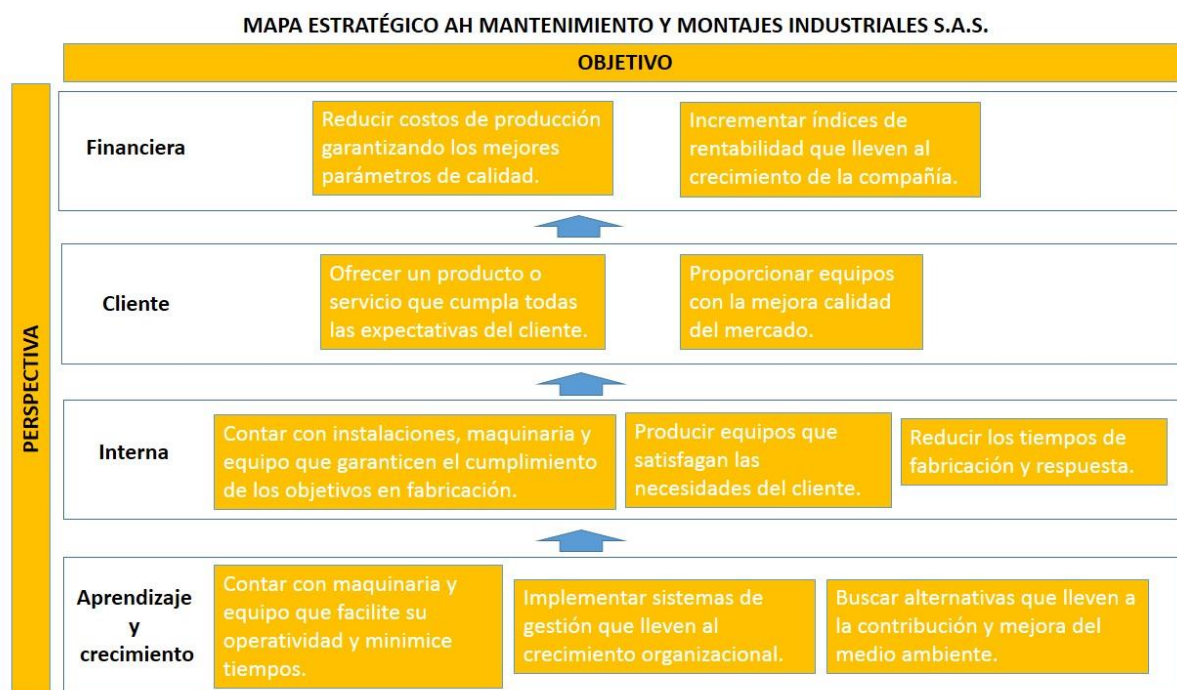 MAPA ESTRATÉGICO AH MANTENIMIENTO Y MONTAJES INDUSTRIALES S.A.S.
OBJETIVO
PERSPECTIVA
Financiera
Reducir costos de producción
garantizando los mejores
parámetros de calidad.
Incrementar índices de
rentabilidad que lleven al
crecimiento de la compañía.
Cliente
Ofrecer un producto o
servicio que cumpla todas
las expectativas del cliente.
Proporcionar equipos
con la mejora calidad
del mercado.
Interna
Contar con instalaciones, maquinaria y
equipo que garanticen el cumplimiento
de los objetivos en fabricación.
Producir equipos que
satisfagan las
necesidades del cliente.
Reducir los tiempos de
fabricación y respuesta.
Aprendizaje
y
crecimiento
Contar con maquinaria y
equipo que facilite su
operatividad y minimice
tiempos.
Implementar sistemas de
gestión que lleven al
crecimiento organizacional.
Buscar alternativas que lleven a
la contribución y mejora del
medio ambiente.